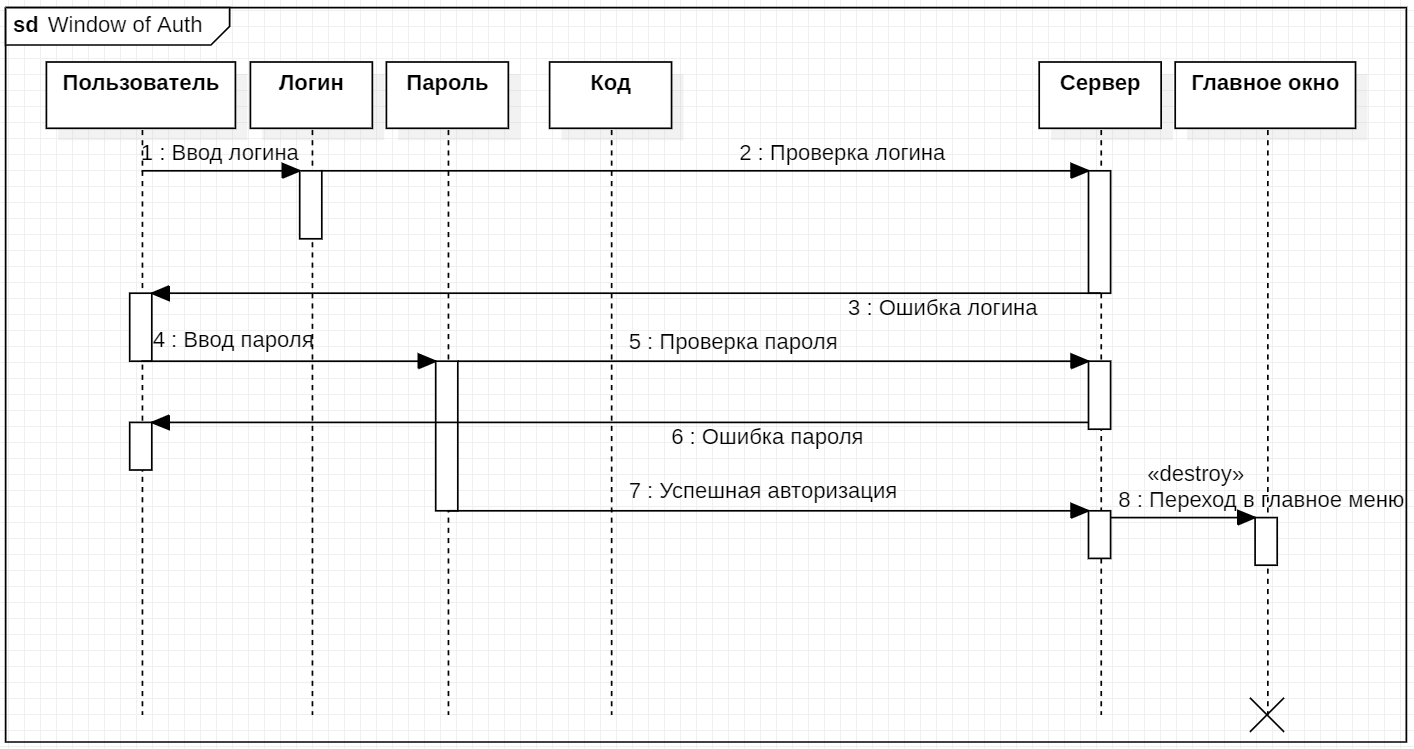 sd Window of Auth
Пользователь
Логин
Пароль
Код
Сервер
Главное окно
1 : Ввод логина
2 : Проверка логина
3 : Ошибка логина
4 : Ввод пароля
5 : Проверка пароля
6 : Ошибка пароля
7 : Успешная авторизация
«destroy»
8 : Переход в главное меню